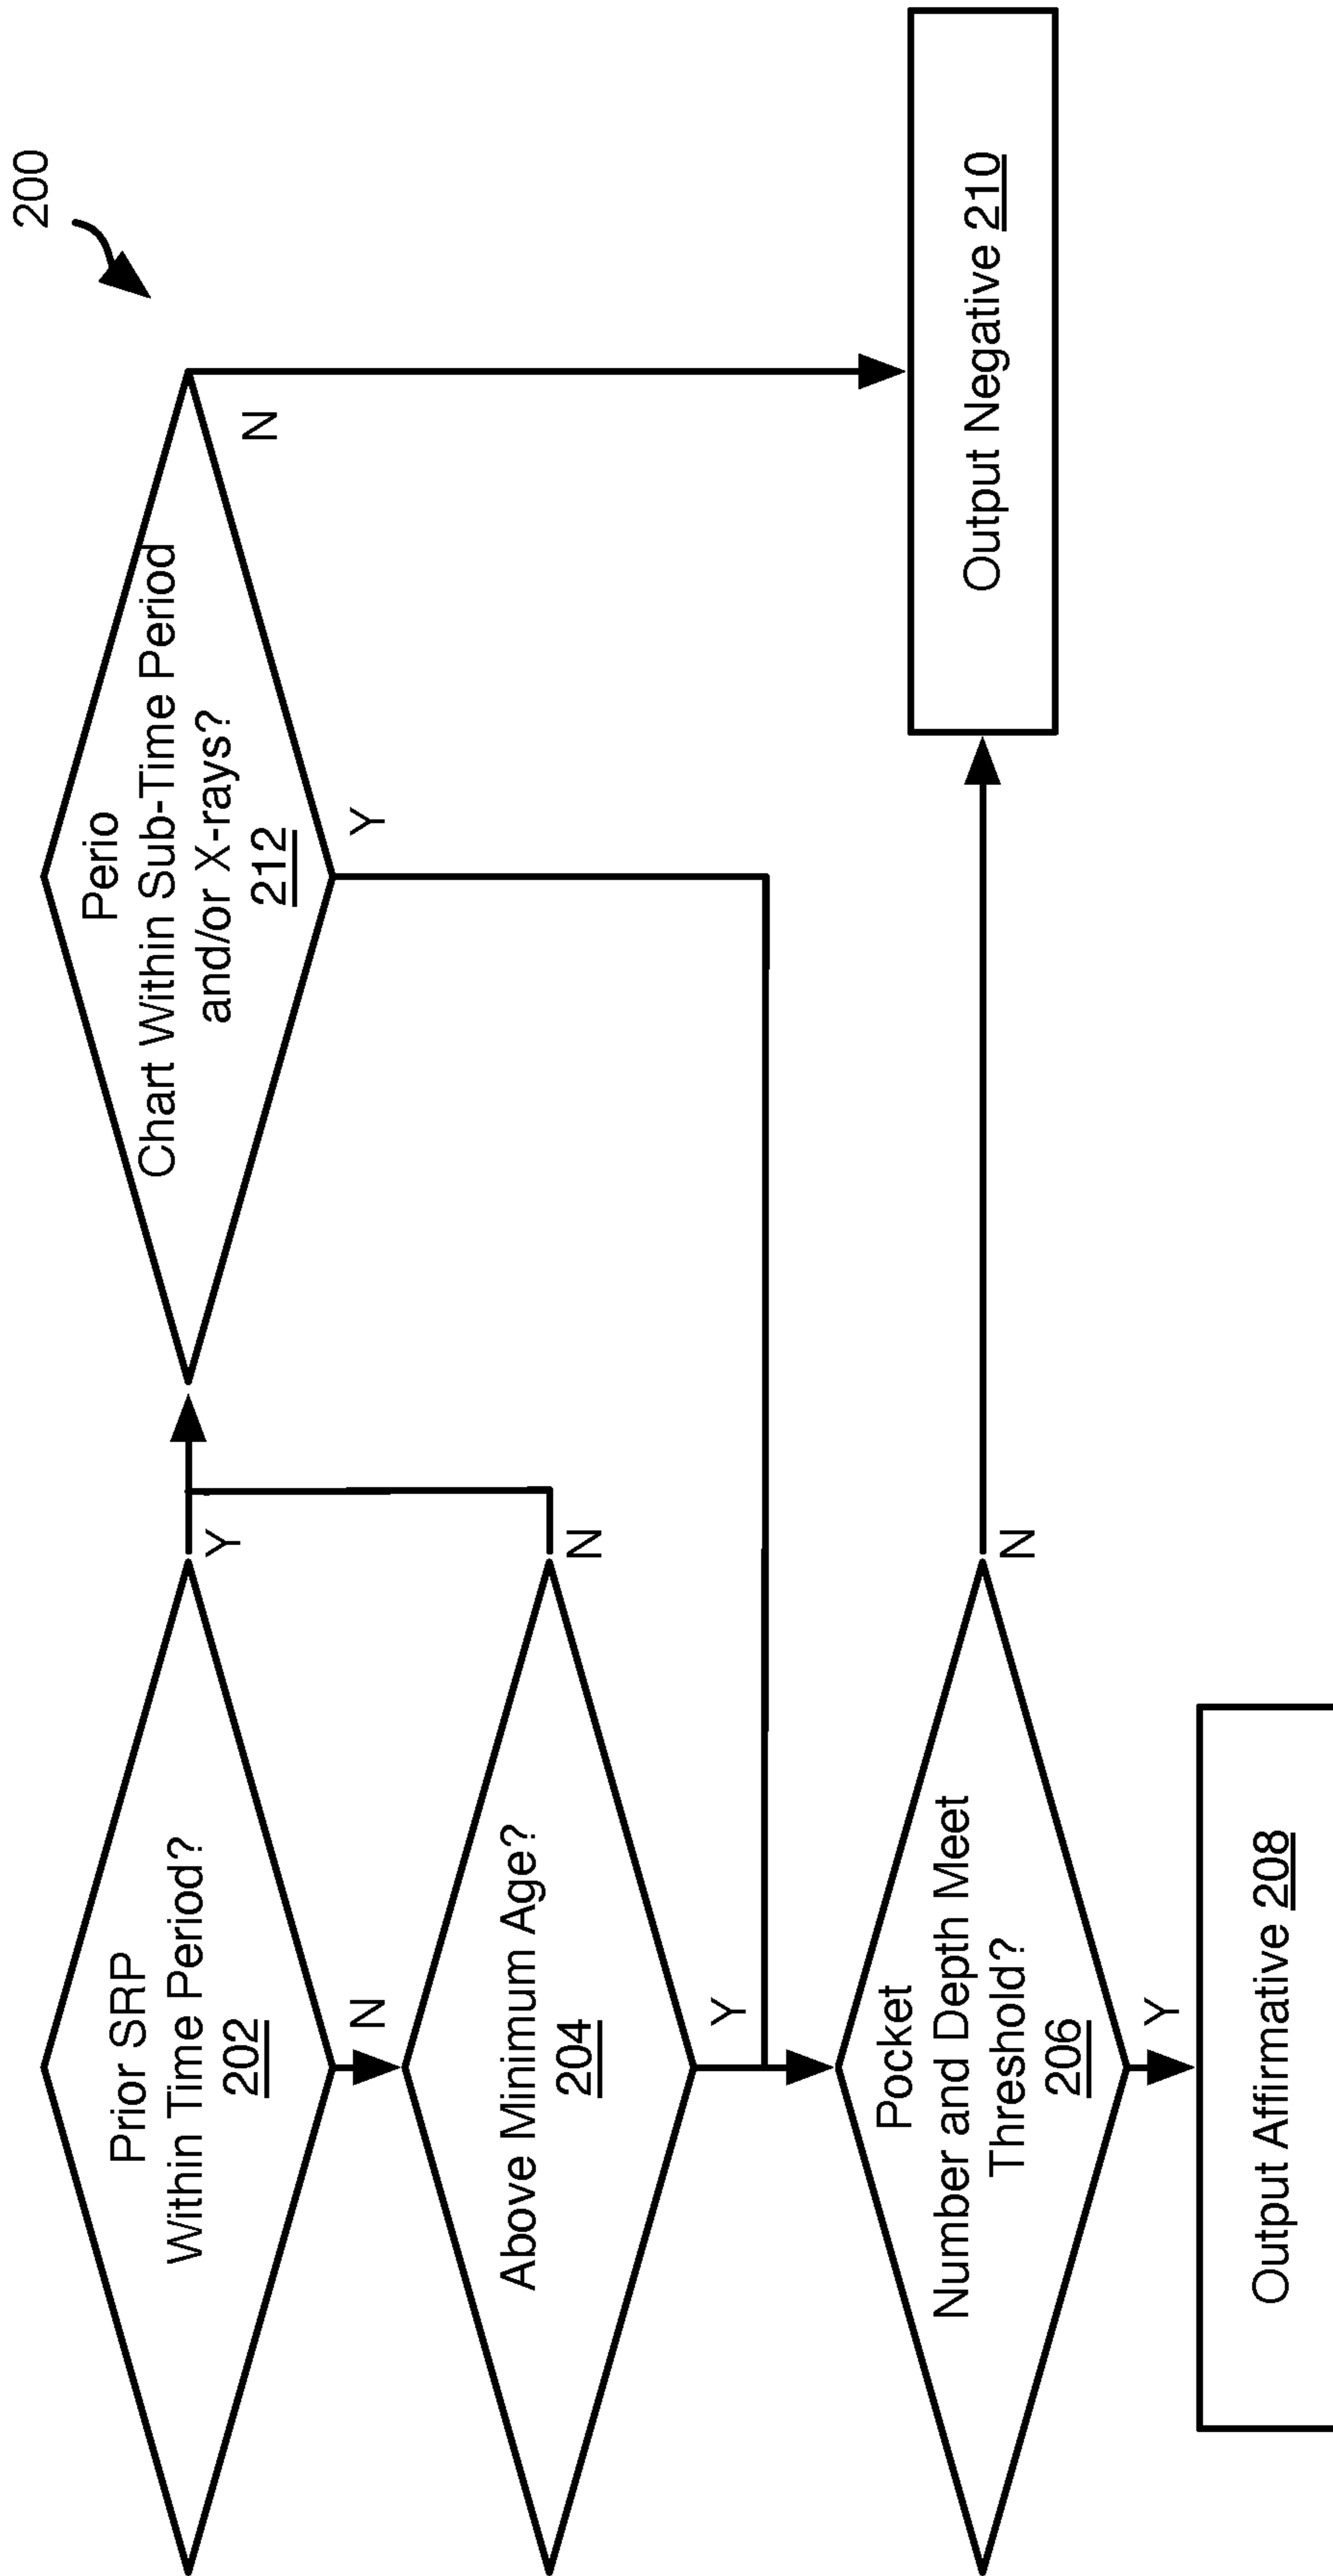 200
Prior SRP
Within Time Period?
202
Y
N
Perio
Chart Within Sub-Time Period
and/or X-rays?
212
N
Y
Above Minimum Age?
204
N
Y
Pocket
Number and Depth Meet
Threshold?
206
N
Y
Output Negative 210
Output Affirmative 208